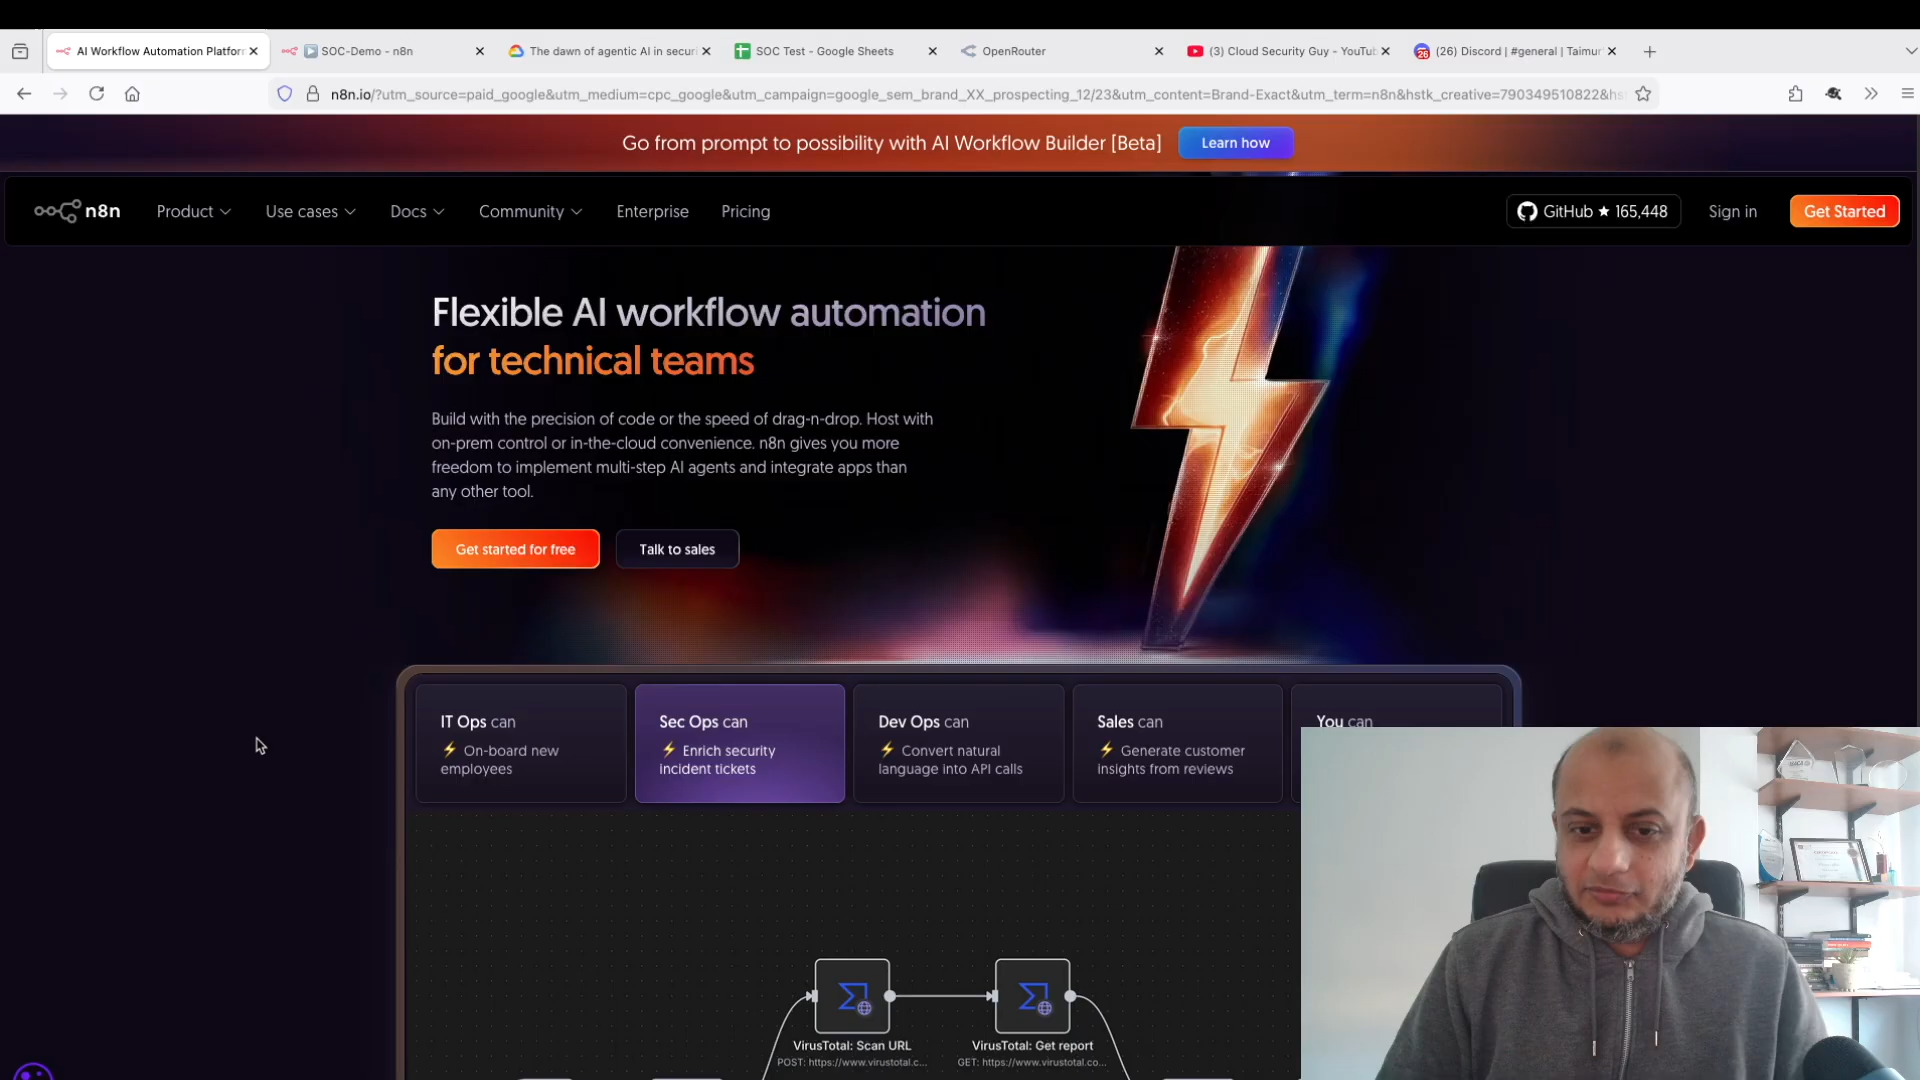 AI Workflow Automation Platfor
SOC-Demo - n8n
The dawn of agentic AI in securi
SOC Test - Google Sheets
OpenRouter
(3) Cloud Security Guy - YouTub
(26) Discord | #general | Taimur
n8n.io/?utm_source=paid_google&utm_medium=cpc_google&utm_campaign=google_sem_brand_XX_prospecting_12/23&utm_content=Brand-Exact&utm_term=n8n&hstk_creative=790349510822&hs
Go from prompt to possibility with AI Workflow Builder [Beta]
Learn how
n8n
Product
Use cases
Docs
Community
Enterprise
Pricing
GitHub ★ 165,448
Sign in
Get Started
Flexible AI workflow automation
for technical teams
Build with the precision of code or the speed of drag-n-drop. Host with
on-prem control or in-the-cloud convenience. n8n gives you more
freedom to implement multi-step AI agents and integrate apps than
any other tool.
Get started for free
Talk to sales
IT Ops can
⚡ On-board new
employees
Sec Ops can
⚡ Enrich security
incident tickets
Dev Ops can
⚡ Convert natural
language into API calls
Sales can
⚡ Generate customer
insights from reviews
You can
VirusTotal: Scan URL
POST: https://www.virustotal.c...
VirusTotal: Get report
GET: https://www.virustotal.co...